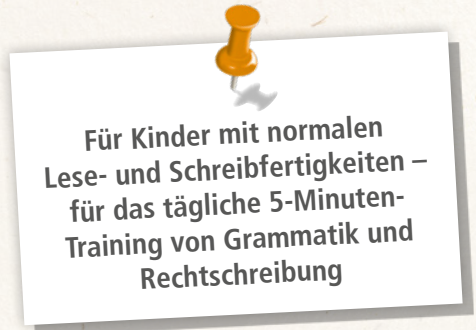 Für Kinder mit normalen
Lese- und Schreibfertigkeiten –
für das tägliche 5-Minuten-
Training von Grammatik und
Rechtschreibung